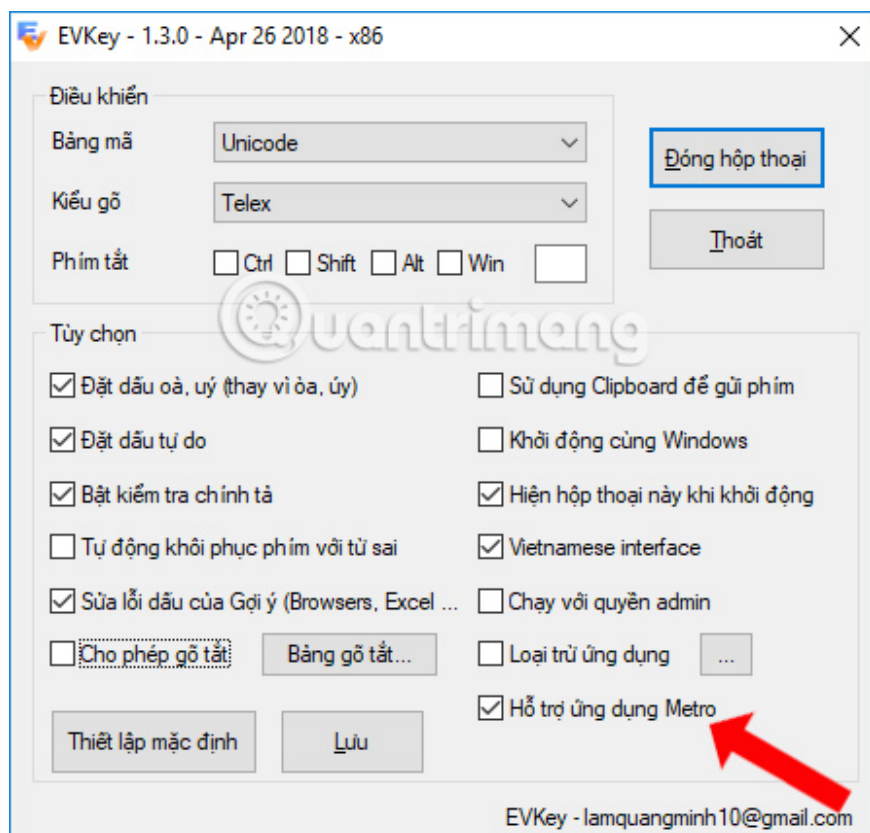 EVKey - 1.3.0 - Apr 26 2018 - x86
Điều khiển
Bảng mã
Unicode
Đóng hộp thoại
Kiểu gõ
Telex
Thoát
Phím tắt
Ctrl
Shift
Alt
Win
Quantrimang
Tùy chọn
Đặt dấu oà, uý (thay vì òa, úy)
Sử dụng Clipboard để gửi phím
Đặt dấu tự do
Khởi động cùng Windows
Bật kiểm tra chính tả
Hiện hộp thoại này khi khởi động
Tự động khôi phục phím với từ sai
Vietnamese interface
Sửa lỗi dấu của Gợi ý (Browsers, Excel ...
Chạy với quyền admin
Cho phép gõ tắt
Bảng gõ tắt...
Loại trừ ứng dụng
...
Hỗ trợ ứng dụng Metro
Thiết lập mặc định
Lưu
EVKey - lamquangminh10@gmail.com